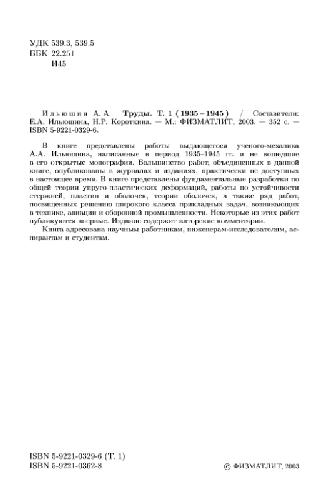 УДК 539.3, 539.5
ББК 22.251
И45
Ильюшин А.А. Труды. Т. 1 (1935–1945) / Составители:
Е.А. Ильюшина, Н.Р. Короткина. — М.: ФИЗМАТЛИТ, 2003. — 352 с. —
ISBN 5-9221-0329-6.
В книге представлены работы выдающегося ученого-механика
А.А. Ильюшина, написанные в период 1935–1945 гг. и не вошедшие
в его открытые монографии. Большинство работ, объединенных в данной
книге, опубликованы в журналах и изданиях, практически не доступных
в настоящее время. В книге представлены фундаментальные разработки по
общей теории упруго-пластических деформаций, работы по устойчивости
стержней, пластин и оболочек, теории оболочек, а также ряд работ,
посвященных решению широкого класса прикладных задач, возникающих
в технике, авиации и оборонной промышленности. Некоторые из этих работ
публикуются впервые. Издание содержит авторские комментарии.
Книга адресована научным работникам, инженерам-исследователям, ас-
пирантам и студентам.
ISBN 5-9221-0329-6 (Т. 1)
ISBN 5-9221-0362-8
© ФИЗМАТЛИТ, 2003